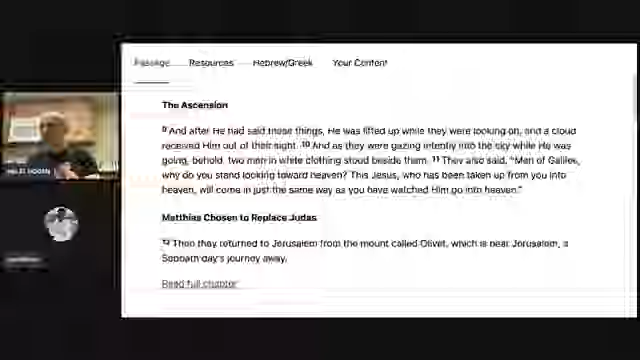 Passage Resources Hebrew/Greek Your Content
The Ascension
9 And after He had said these things, He was lifted up while they were looking on, and a cloud
received Him out of their sight. 10 And as they were gazing intently into the sky while He was
going, behold, two men in white clothing stood beside them. 11 They also said, "Men of Galilee,
why do you stand looking toward heaven? This Jesus, who has been taken up from you into
heaven, will come in just the same way as you have watched Him go into heaven."
Matthias Chosen to Replace Judas
12 Then they returned to Jerusalem from the mount called Olivet, which is near Jerusalem, a
Sabbath day's journey away.
Read full chapter